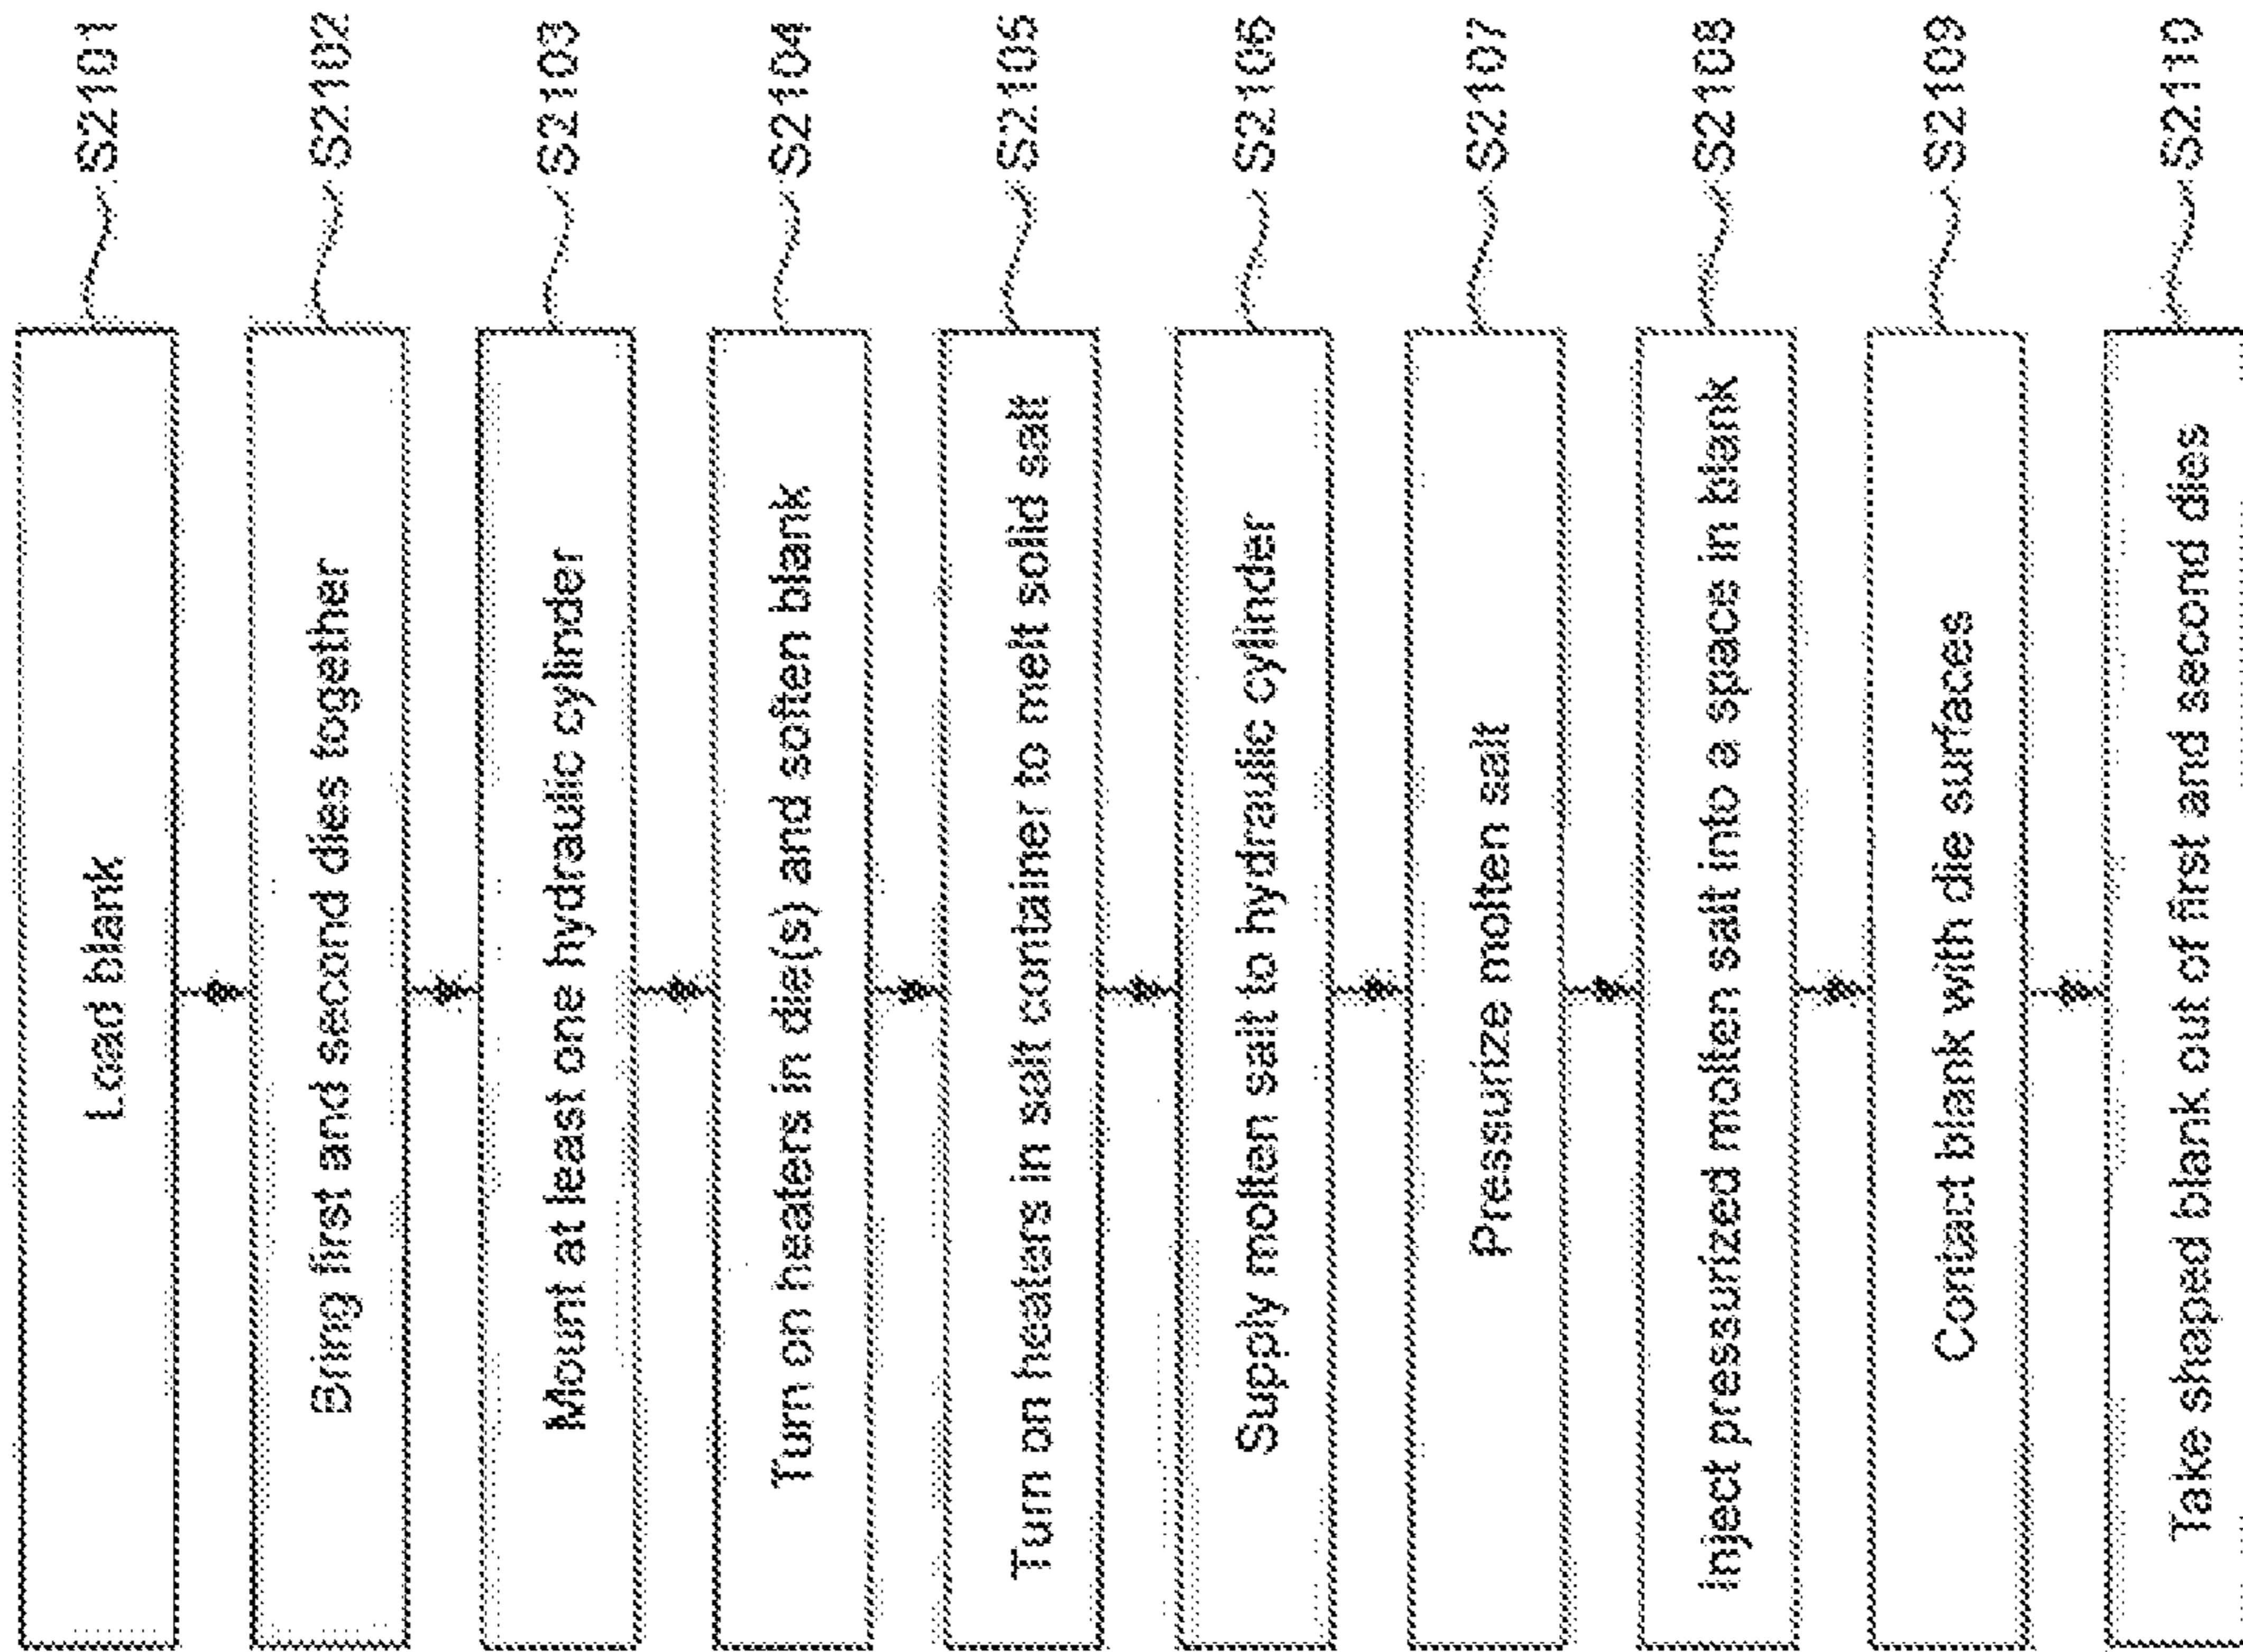 Load blank S2101
Bring first and second dies together S2102
Mount at least one hydraulic cylinder S2103
Turn on heaters in die(s) and soften blank S2104
Turn on heaters in salt container to melt solid salt S2105
Supply molten salt to hydraulic cylinder S2106
Pressurize molten salt S2107
Inject pressurized molten salt into a space in blank S2108
Contact blank with die surfaces S2109
Take shaped blank out of first and second dies S2110